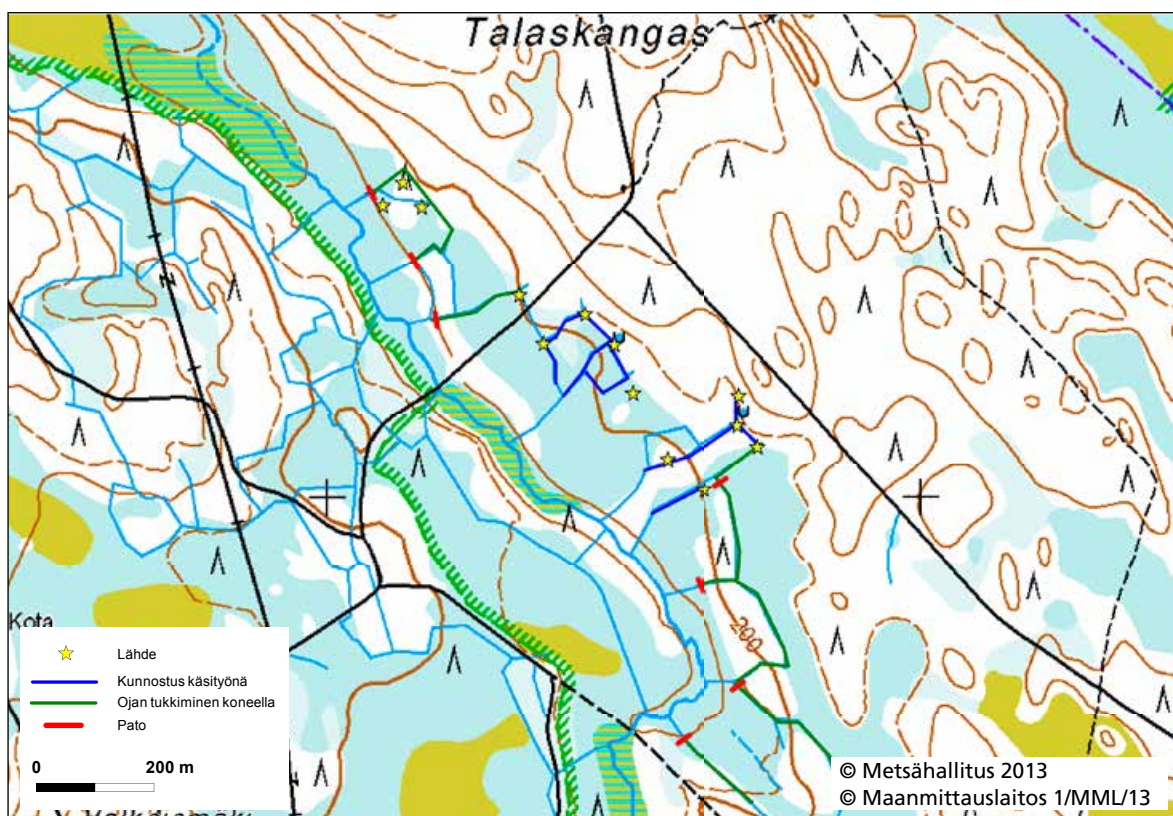 Talaskangas
200
Kota
Lähde
Kunnostus käsityönä
Ojan tukkiminen koneella
Pato
0 200 m
© Metsähallitus 2013
© Maanmittauslaitos 1/MML/13